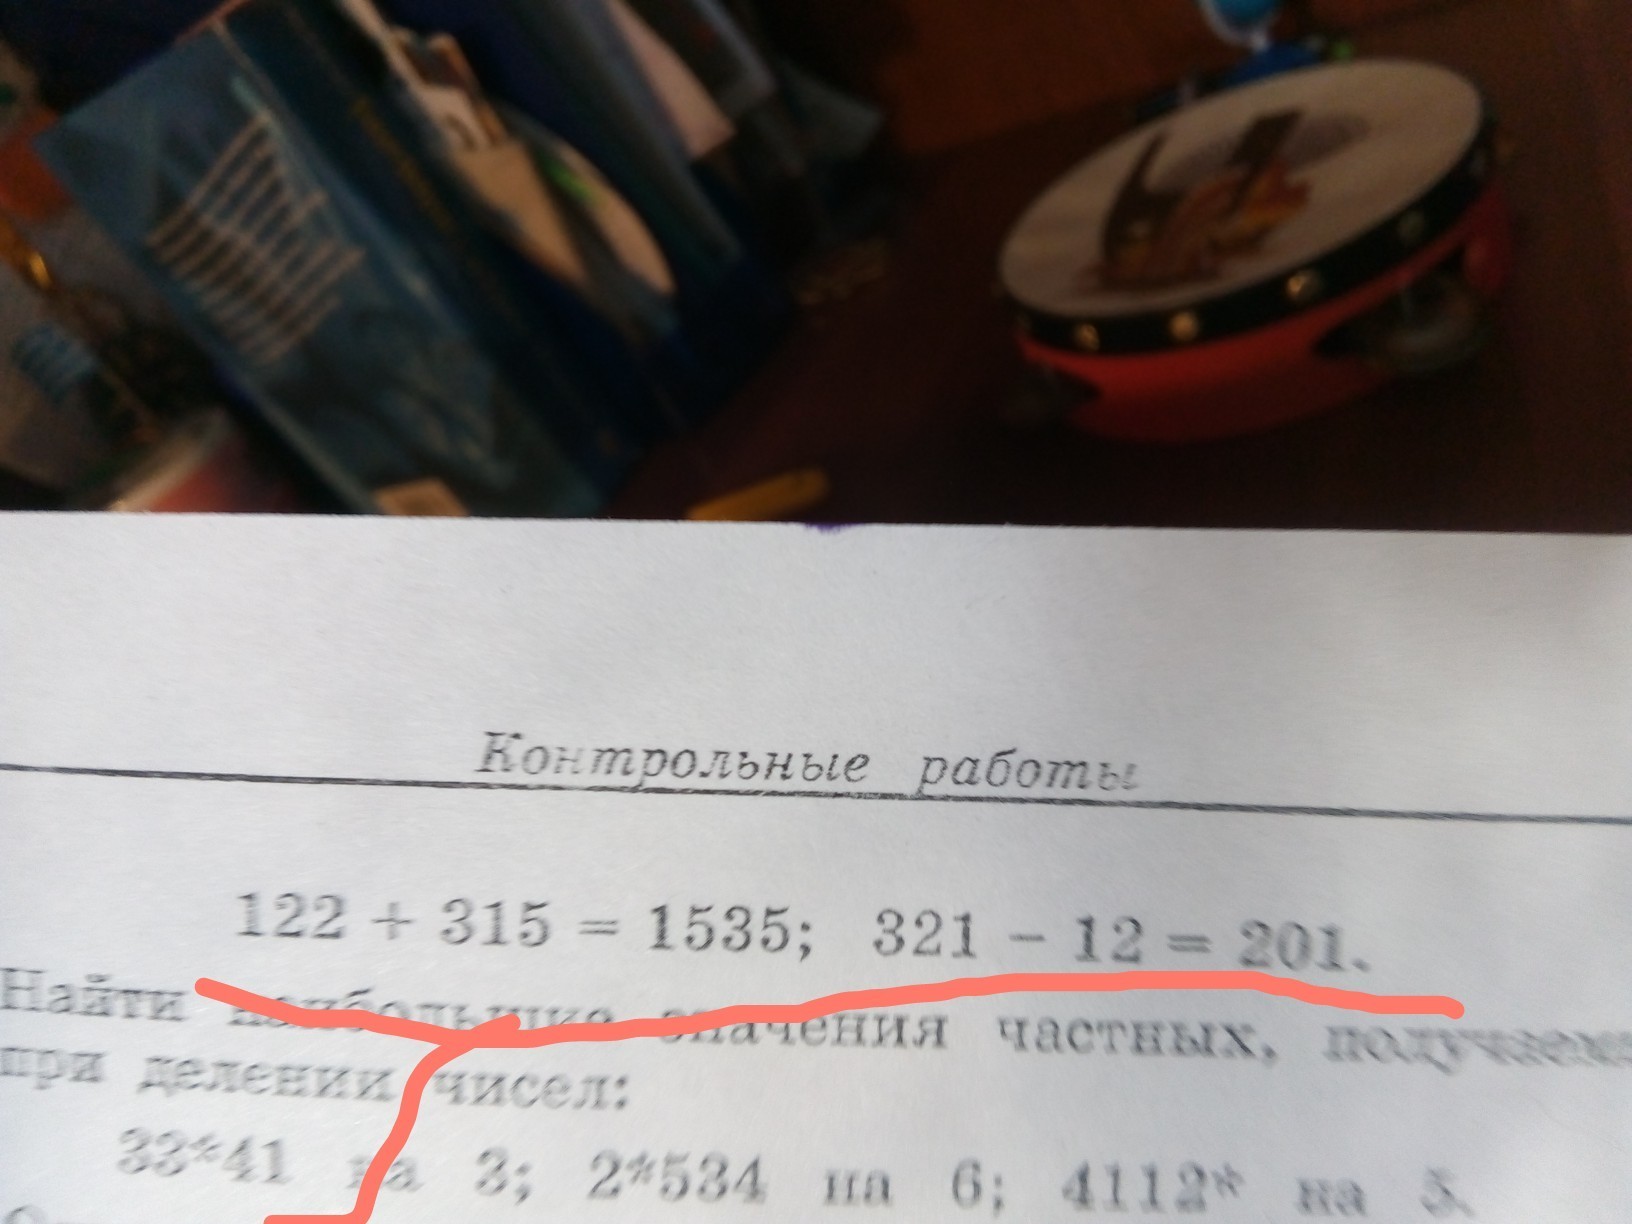 Контрольные работы
122 + 315 = 1535; 321 - 12 = 201.
Найти наибольшие значения частных, получаемы
при делении чисел:
33*41 на 3; 2*534 на 6; 4112* на 5.